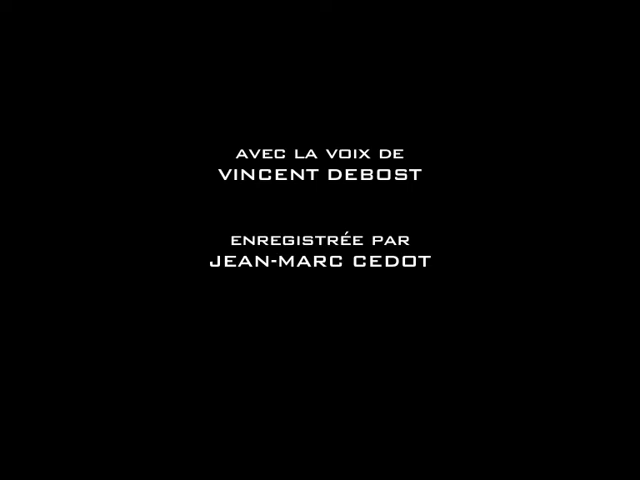 AVEC LA VOIX DE
VINCENT DEBOST
ENREGISTRÉE PAR
JEAN-MARC CEDOT